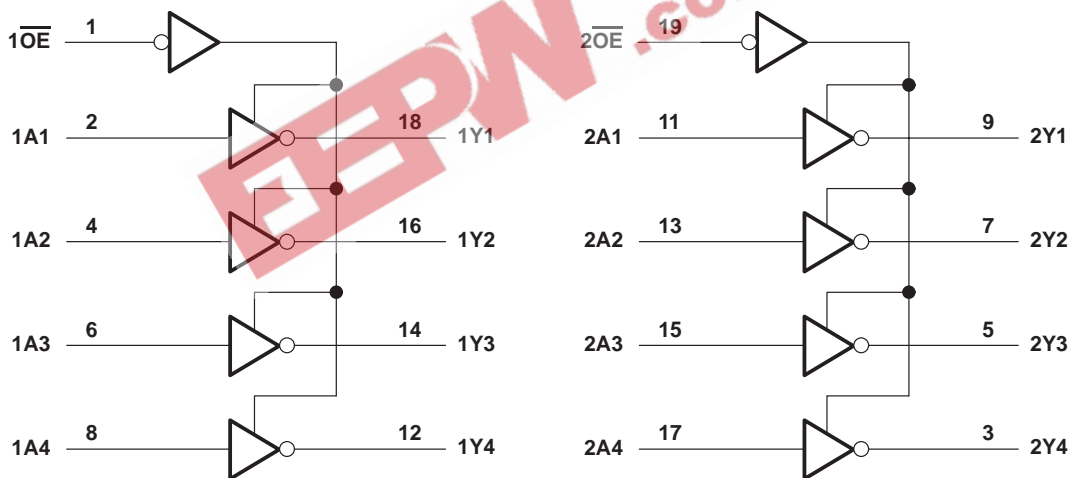 1OE 1 2OE 19
EEPW.com
1A1 2 18 1Y1 2A1 11 9 2Y1
1A2 4 16 1Y2 2A2 13 7 2Y2
1A3 6 14 1Y3 2A3 15 5 2Y3
1A4 8 12 1Y4 2A4 17 3 2Y4